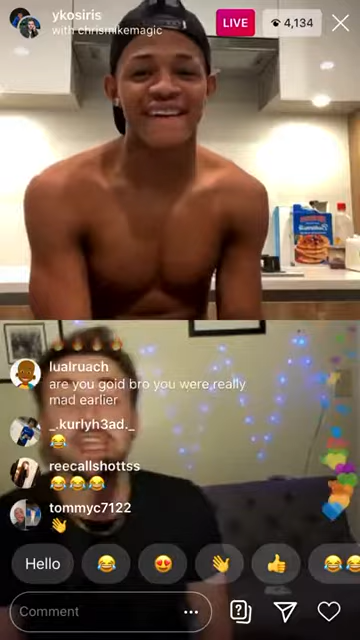 ykosiris
LIVE
4,134
with chrismikemagic
lualruach
are you goid bro you were really
mad earlier
_.kurlyh3ad._
reecallshottss
tommyc7122
Hello
Comment